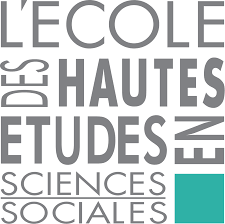 L'ECOLE
DES HAUTES
ETUDES EN
SCIENCES
SOCIALES